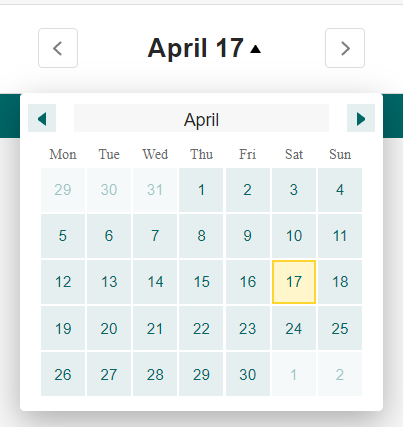 April 17
April
Mon Tue Wed Thu Fri Sat Sun
29 30 31 1 2 3 4
5 6 7 8 9 10 11
12 13 14 15 16 17 18
19 20 21 22 23 24 25
26 27 28 29 30 1 2